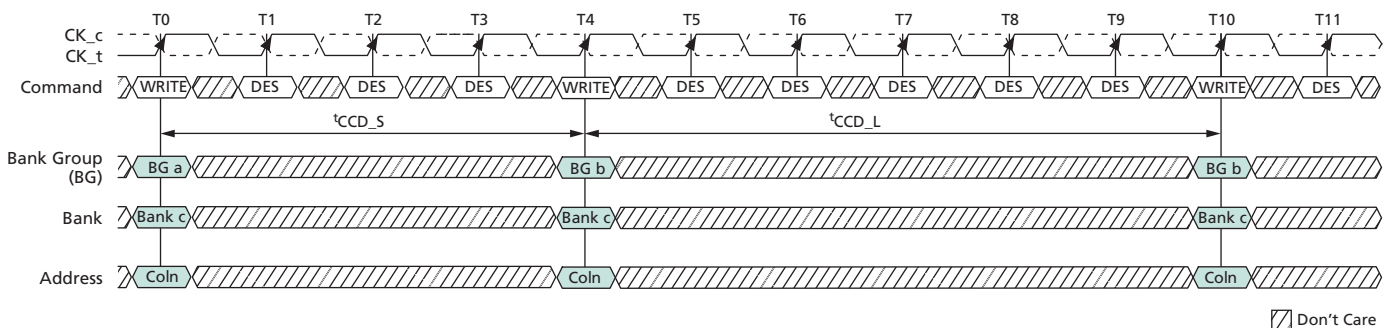 T0 T1 T2 T3 T4 T5 T6 T7 T8 T9 T10 T11
CK_c
CK_t
Command WRITE DES DES DES WRITE DES DES DES DES DES WRITE DES
tCCD_S tCCD_L
Bank Group
(BG)
BG a BG b BG b
Bank Bank c Bank c Bank c
Address Coln Coln Coln
Don't Care